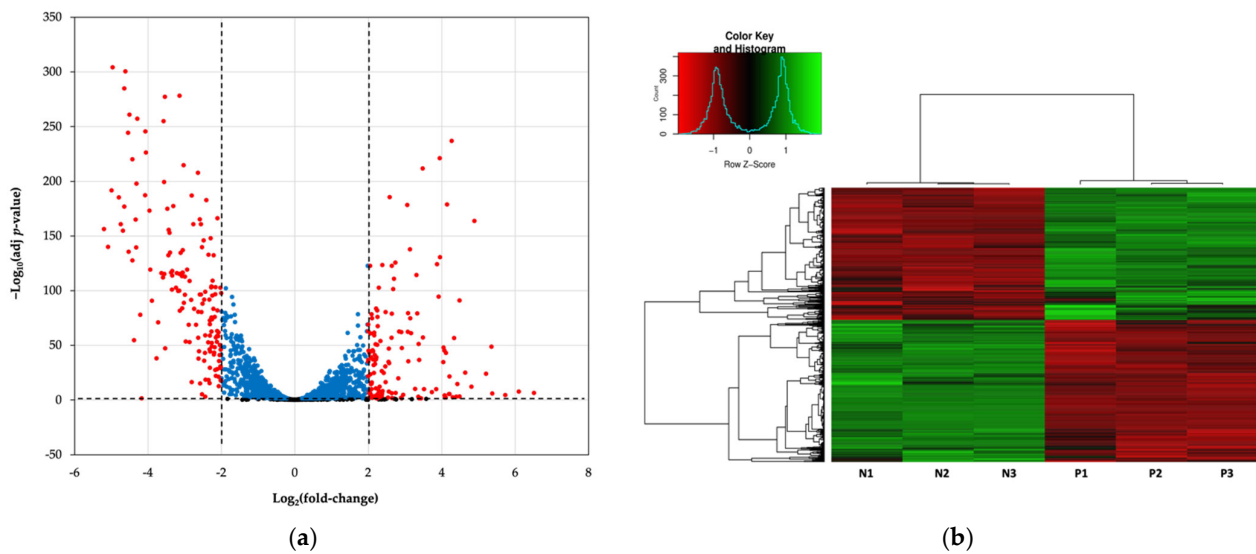 350
300
250
200
150
100
50
0
-50
-6
-4
-2
0
2
4
6
8
−Log₁₀(adj p-value)
Log₂(fold-change)
(a)
Color Key
and Histogram
Count
0
100
300
−1
0
1
Row Z−Score
N1
N2
N3
P1
P2
P3
(b)